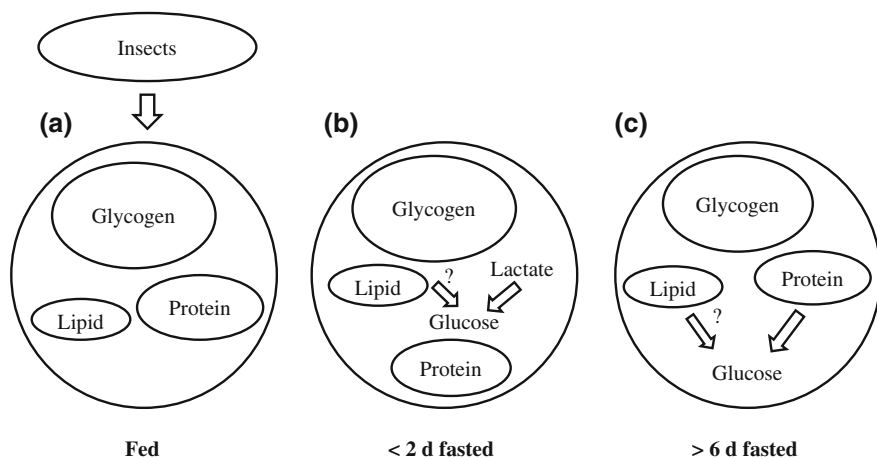 Insects
(a)
Glycogen
Lipid
Protein
Fed
(b)
Glycogen
Lipid
?
Lactate
Glucose
Protein
< 2 d fasted
(c)
Glycogen
Lipid
Protein
?
Glucose
> 6 d fasted